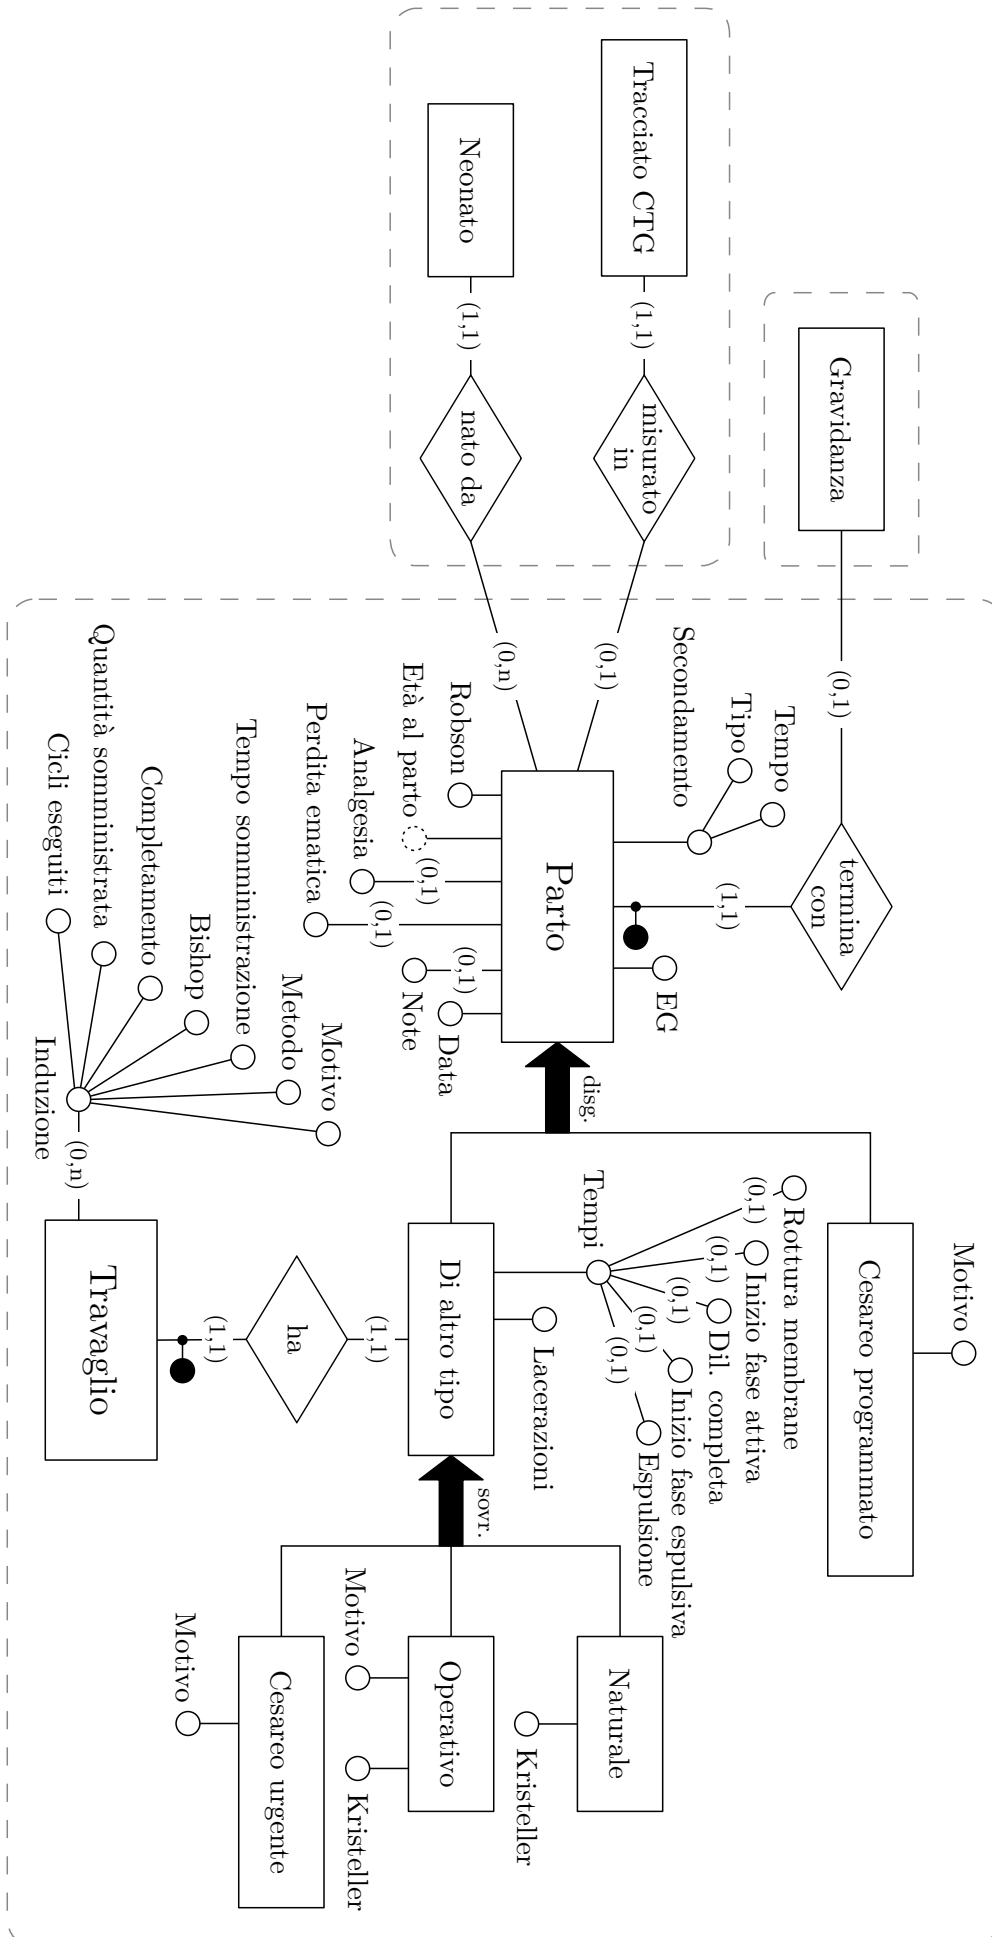 Gravidanza
(0,1)
termina
con
(1,1)
Tracciato CTG
(1,1)
misurato
in
(0,1)
Neonato
(1,1)
nato da
(0,n)
Tempo
Tipo
Secondamento
EG
Parto
Robson
Età al parto
Analgesia
(0,1)
Perdita ematica
(0,1)
Note
(0,1)
Data
disg.
Motivo
Cesareo programmato
Rottura membrane
(0,1)
Inizio fase attiva
(0,1)
Dil. completa
(0,1)
Inizio fase espulsiva
(0,1)
Espulsione
(0,1)
Tempi
Lacerazioni
Di altro tipo
(1,1)
ha
(1,1)
Travaglio
(0,n)
Induzione
Motivo
Metodo
Tempo somministrazione
Bishop
Completamento
Quantità somministrata
Cicli eseguiti
sovr.
Naturale
Kristeller
Operativo
Motivo
Kristeller
Cesareo urgente
Motivo